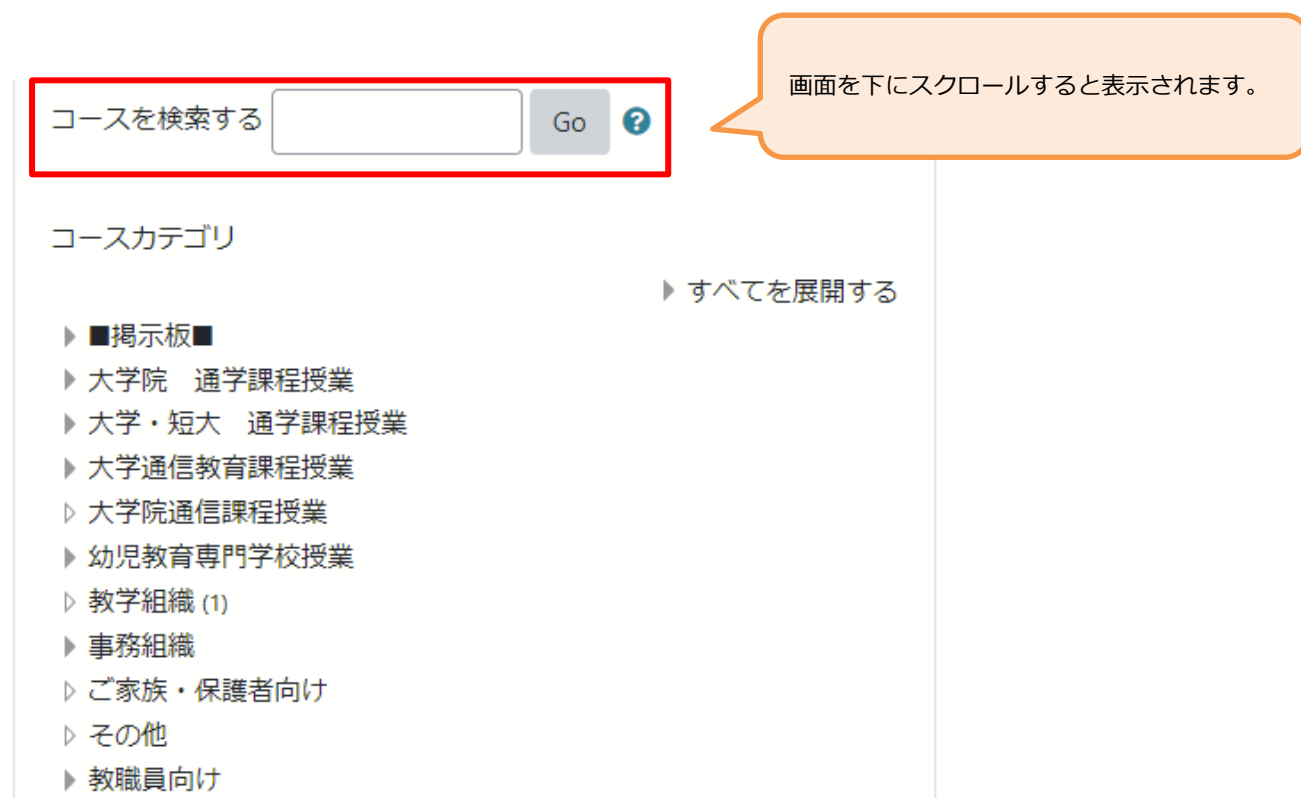 画面を下にスクロールすると表示されます。
コースを検索する Go ?
コースカテゴリ
すべてを展開する
■掲示板■
大学院　通学課程授業
大学・短大　通学課程授業
大学通信教育課程授業
大学院通信課程授業
幼児教育専門学校授業
教学組織 (1)
事務組織
ご家族・保護者向け
その他
教職員向け